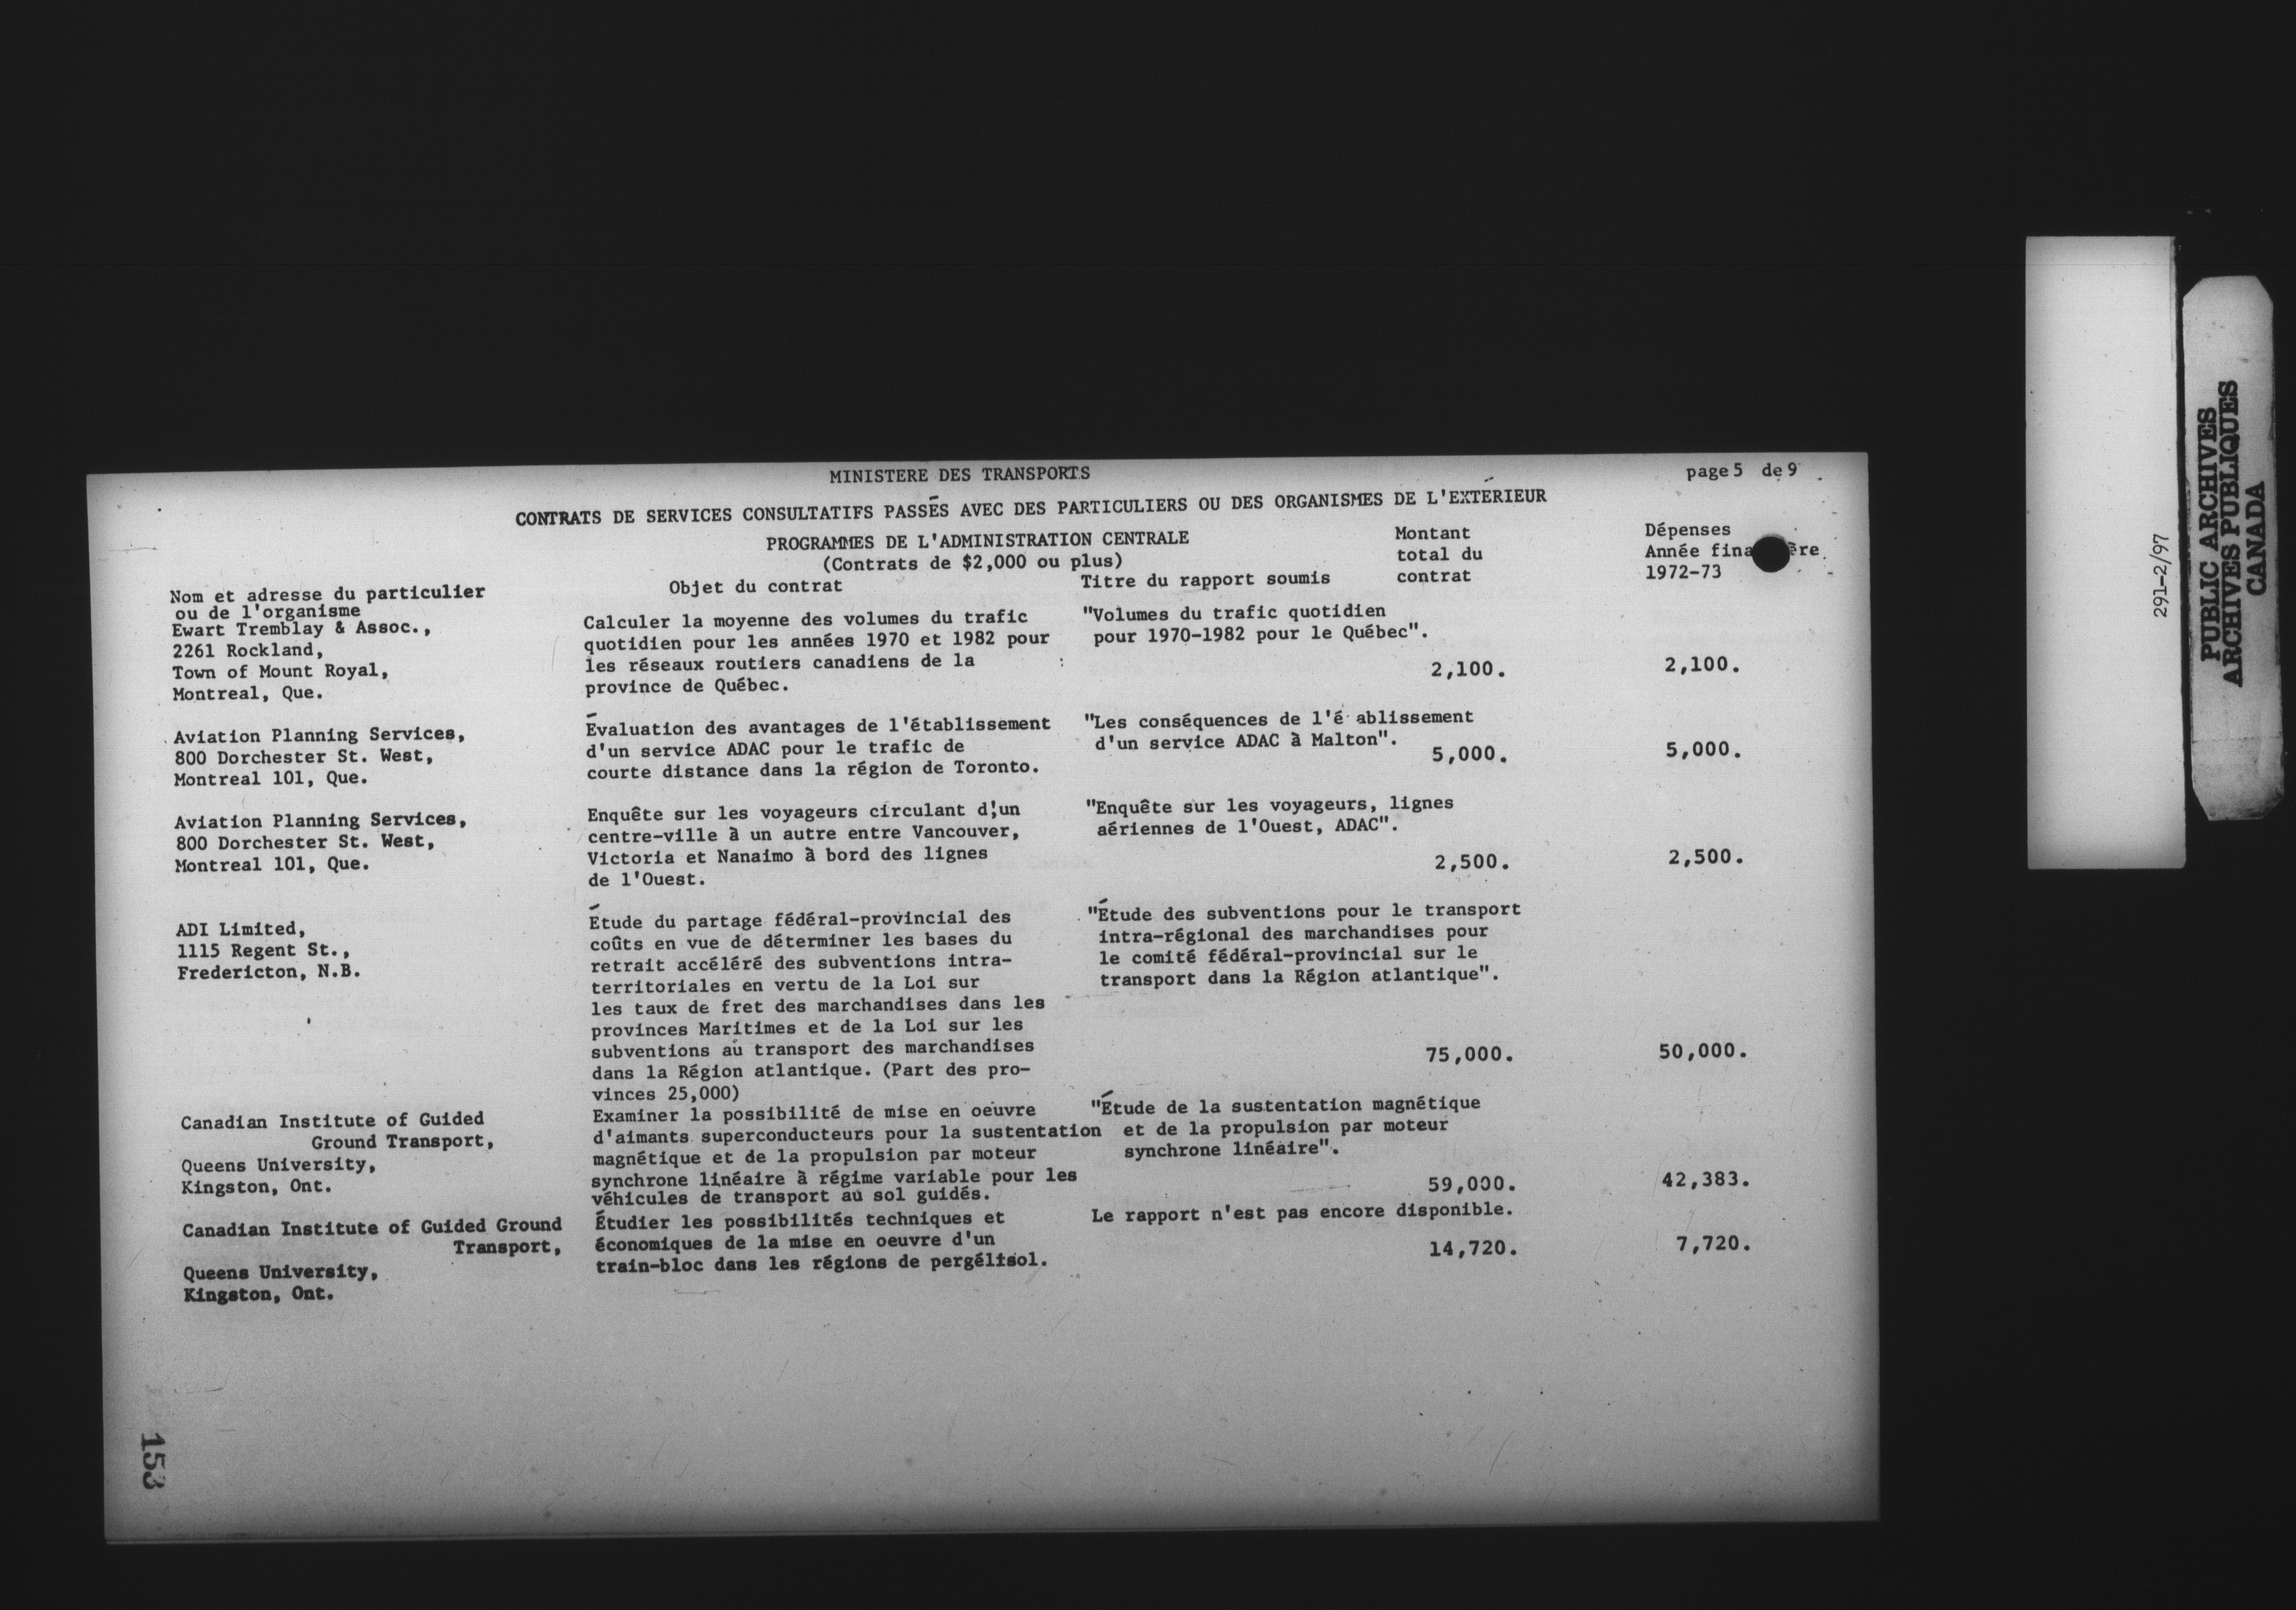 MINISTERE DES TRANSPORTS
page 5 de 9
CONTRATS DE SERVICES CONSULTATIFS PASSÉS AVEC DES PARTICULIERS OU DES ORGANISMES DE L'EXTÉRIEUR
PROGRAMMES DE L'ADMINISTRATION CENTRALE
(Contrats de $2,000 ou plus)
Nom et adresse du particulier
ou de l'organisme
Objet du contrat
Titre du rapport soumis
Montant
total du
contrat
Dépenses
Année fina ère
1972-73
Ewart Tremblay & Assoc.,
2261 Rockland,
Town of Mount Royal,
Montreal, Que.
Calculer la moyenne des volumes du trafic
quotidien pour les années 1970 et 1982 pour
les réseaux routiers canadiens de la
province de Québec.
"Volumes du trafic quotidien
pour 1970-1982 pour le Québec".
2,100.
2,100.
Aviation Planning Services,
800 Dorchester St. West,
Montreal 101, Que.
Évaluation des avantages de l'établissement
d'un service ADAC pour le trafic de
courte distance dans la région de Toronto.
"Les conséquences de l'é ablissement
d'un service ADAC à Malton".
5,000.
5,000.
Aviation Planning Services,
800 Dorchester St. West,
Montreal 101, Que.
Enquête sur les voyageurs circulant d'un
centre-ville à un autre entre Vancouver,
Victoria et Nanaimo à bord des lignes
de l'Ouest.
"Enquête sur les voyageurs, lignes
aériennes de l'Ouest, ADAC".
2,500.
2,500.
ADI Limited,
1115 Regent St.,
Fredericton, N.B.
Étude du partage fédéral-provincial des
coûts en vue de déterminer les bases du
retrait accéléré des subventions intra-
territoriales en vertu de la Loi sur
les taux de fret des marchandises dans les
provinces Maritimes et de la Loi sur les
subventions au transport des marchandises
dans la Région atlantique. (Part des pro-
vinces 25,000)
"Étude des subventions pour le transport
intra-régional des marchandises pour
le comité fédéral-provincial sur le
transport dans la Région atlantique".
75,000.
50,000.
Canadian Institute of Guided
Ground Transport,
Queens University,
Kingston, Ont.
Examiner la possibilité de mise en oeuvre
d'aimants superconducteurs pour la sustentation
magnétique et de la propulsion par moteur
synchrone linéaire à régime variable pour les
véhicules de transport au sol guidés.
"Étude de la sustentation magnétique
et de la propulsion par moteur
synchrone linéaire".
59,000.
42,383.
Canadian Institute of Guided Ground
Transport,
Queens University,
Kingston, Ont.
Étudier les possibilités techniques et
économiques de la mise en oeuvre d'un
train-bloc dans les régions de pergélisol.
Le rapport n'est pas encore disponible.
14,720.
7,720.
153
291-2/97
PUBLIC ARCHIVES
ARCHIVES PUBLIQUES
CANADA